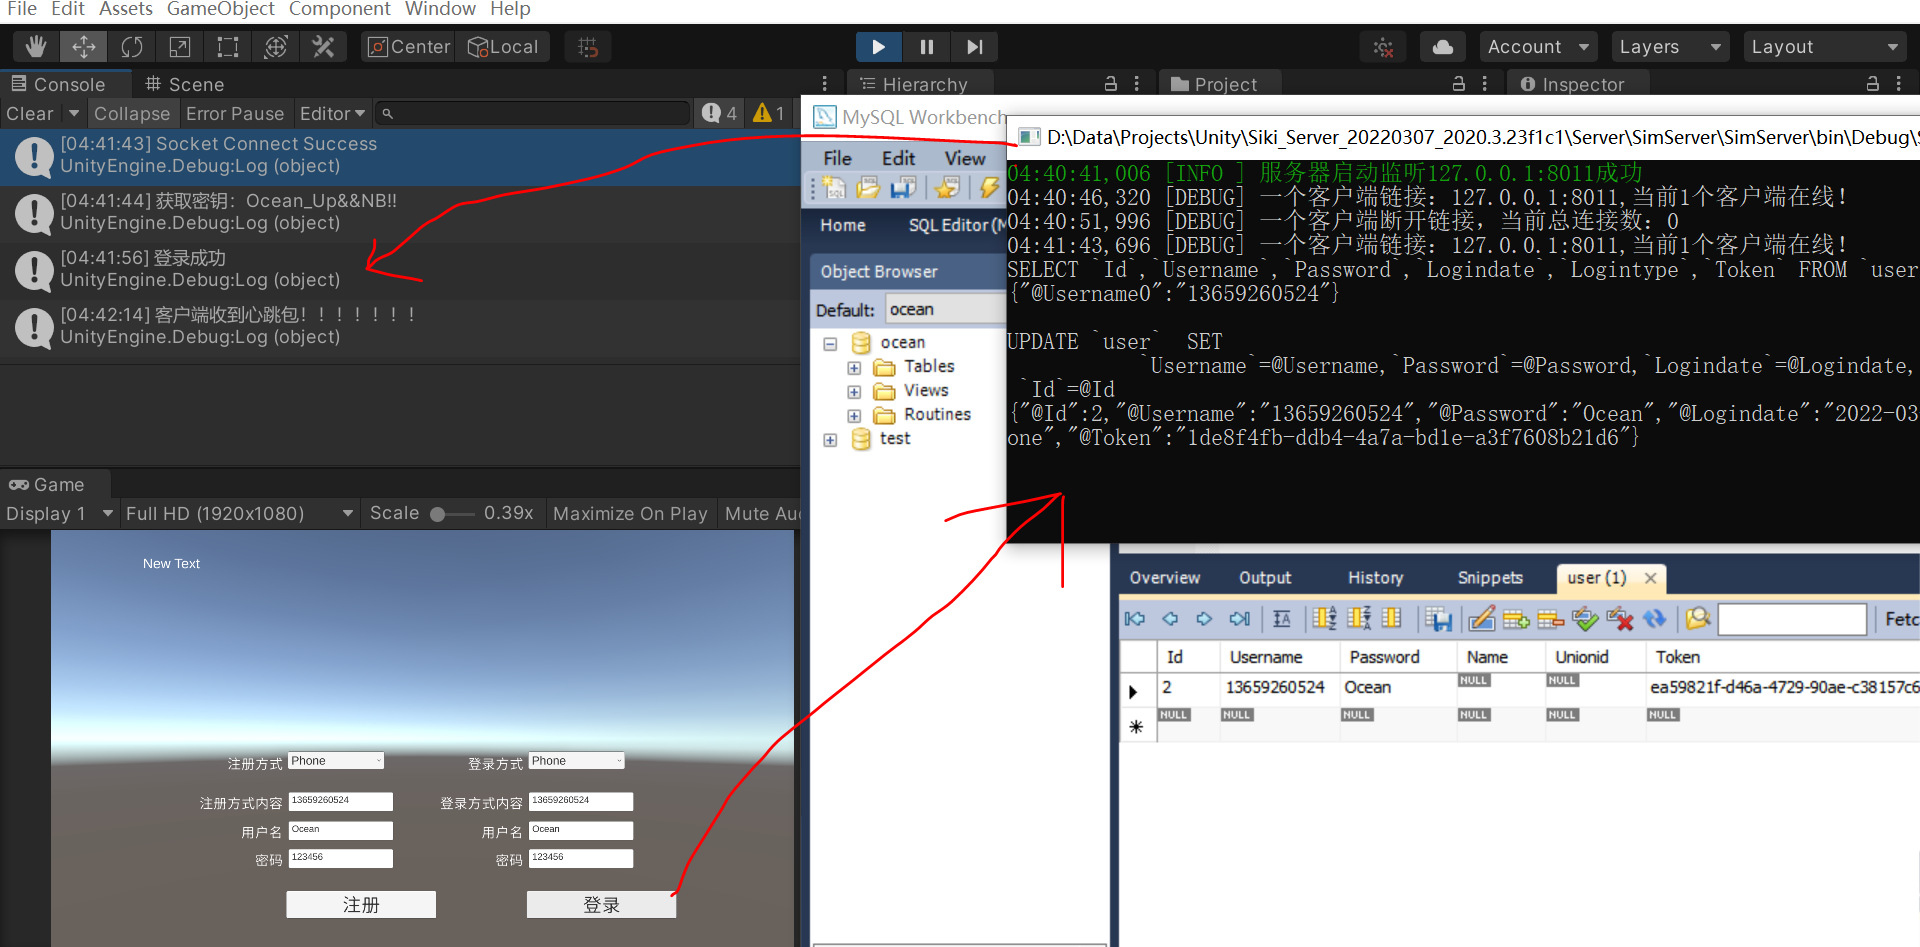 File Edit Assets GameObject Component Window Help
Center Local Account Layers Layout
Console Scene Hierarchy Project Inspector
Clear Collapse Error Pause Editor 4 1
[04:41:43] Socket Connect Success
UnityEngine.Debug:Log (object)
[04:41:44] 获取密钥：Ocean_Up&&NB!!
UnityEngine.Debug:Log (object)
[04:41:56] 登录成功
UnityEngine.Debug:Log (object)
[04:42:14] 客户端收到心跳包！！！！！！！
UnityEngine.Debug:Log (object)
Game
Display 1 Full HD (1920x1080) Scale 0.39x Maximize On Play Mute Au
New Text
注册方式 Phone 登录方式 Phone
注册方式内容 13659260524 登录方式内容 13659260524
用户名 Ocean 用户名 Ocean
密码 123456 密码 123456
注册 登录
MySQL Workbench
File Edit View
Home SQL Editor (M
Object Browser
Default: ocean
ocean
Tables
Views
Routines
test
D:\Data\Projects\Unity\Siki_Server_20220307_2020.3.23f1c1\Server\SimServer\SimServer\bin\Debug\S
04:40:41,006 [INFO ] 服务器启动监听127.0.0.1:8011成功
04:40:46,320 [DEBUG] 一个客户端链接：127.0.0.1:8011,当前1个客户端在线！
04:40:51,996 [DEBUG] 一个客户端断开链接，当前总连接数：0
04:41:43,696 [DEBUG] 一个客户端链接：127.0.0.1:8011,当前1个客户端在线！
SELECT `Id`,`Username`,`Password`,`Logindate`,`Logintype`,`Token` FROM `user
{"@Username0":"13659260524"}
UPDATE `user`  SET
`Username`=@Username,`Password`=@Password,`Logindate`=@Logindate,
`Id`=@Id
{"@Id":2,"@Username":"13659260524","@Password":"Ocean","@Logindate":"2022-03
one","@Token":"1de8f4fb-ddb4-4a7a-bd1e-a3f7608b21d6"}
Overview Output History Snippets user (1)
Fetc
Id Username Password Name Unionid Token
2 13659260524 Ocean NULL NULL ea59821f-d46a-4729-90ae-c38157c6
NULL NULL NULL NULL NULL NULL